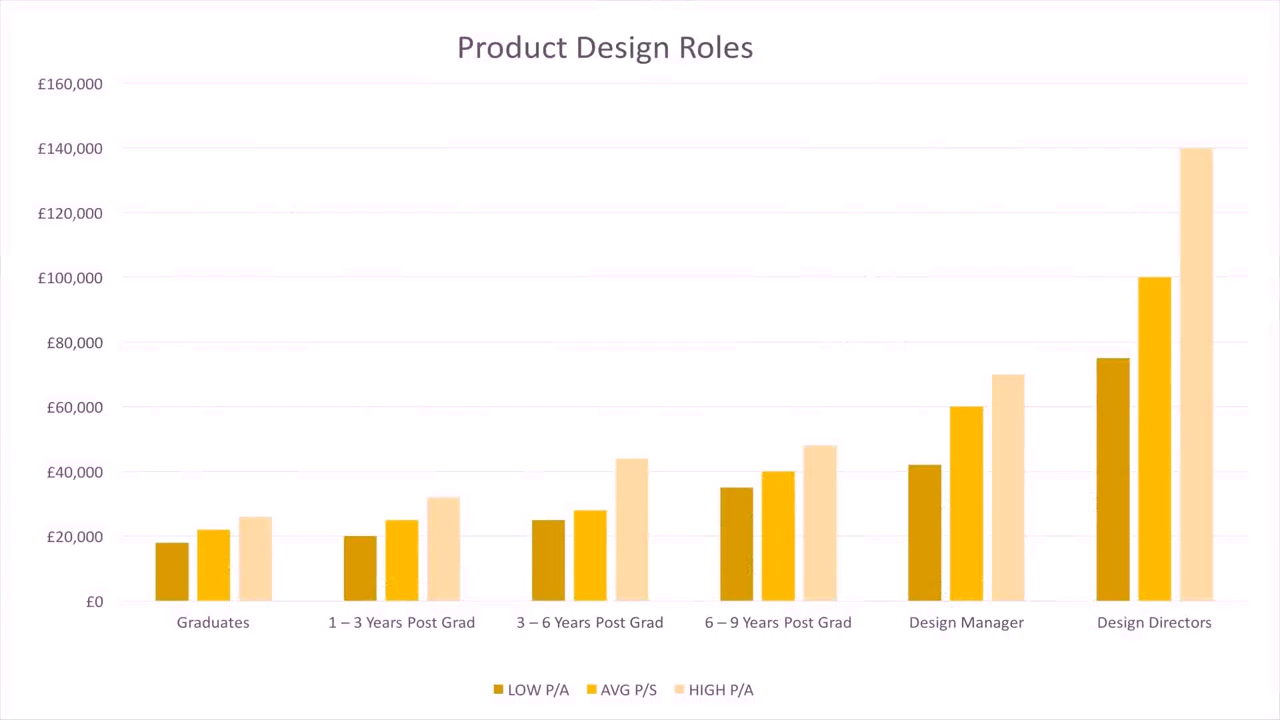 Product Design Roles
£160,000
£140,000
£120,000
£100,000
£80,000
£60,000
£40,000
£20,000
£0
Graduates
1 – 3 Years Post Grad
3 – 6 Years Post Grad
6 – 9 Years Post Grad
Design Manager
Design Directors
LOW P/A
AVG P/S
HIGH P/A